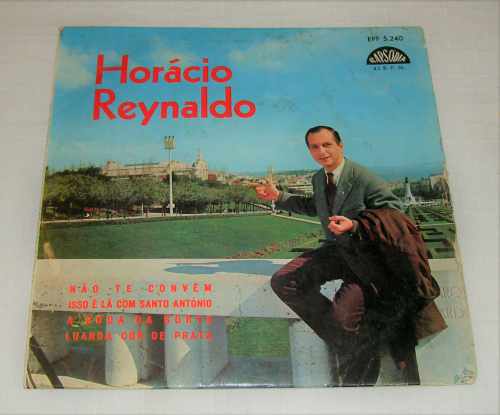 EPF 5.240
RAPSODIA
45 R. P. M.
Horácio
Reynaldo
NÃO TE CONVÉM
ISSO É LÁ COM SANTO ANTÓNIO
A RODA DA SORTE
LUANDA COR DE PRATA